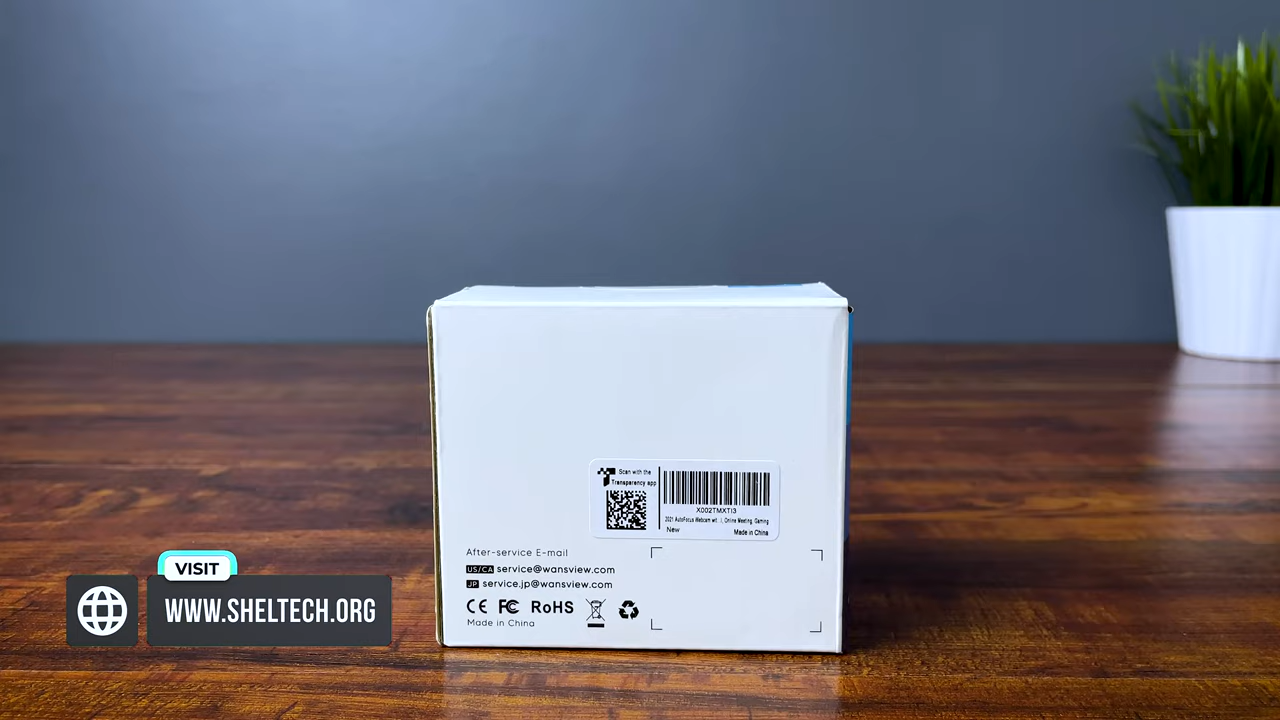 Scan with the
Transparency app
X002TMXTI3
2021 AutoFocus Webcam wit. .l, Online Meeting, Gaming
New
Made in China
After-service E-mail
US/CA service@wansview.com
JP service.jp@wansview.com
CE FC RoHS
Made in China
VISIT
WWW.SHELTECH.ORG